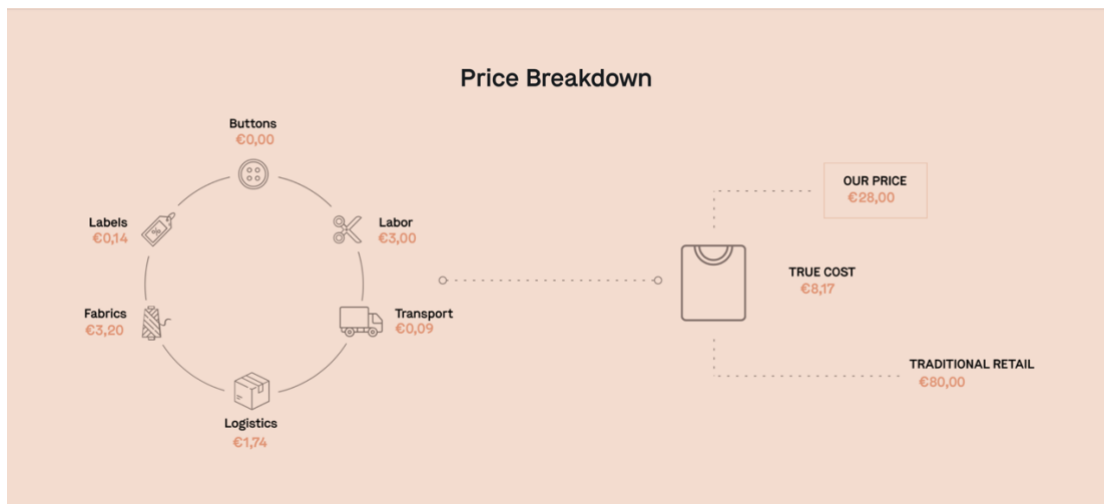 Price Breakdown
Buttons
€0,00
Labels
€0,14
Labor
€3,00
Fabrics
€3,20
Transport
€0,09
Logistics
€1,74
OUR PRICE
€28,00
TRUE COST
€8,17
TRADITIONAL RETAIL
€80,00